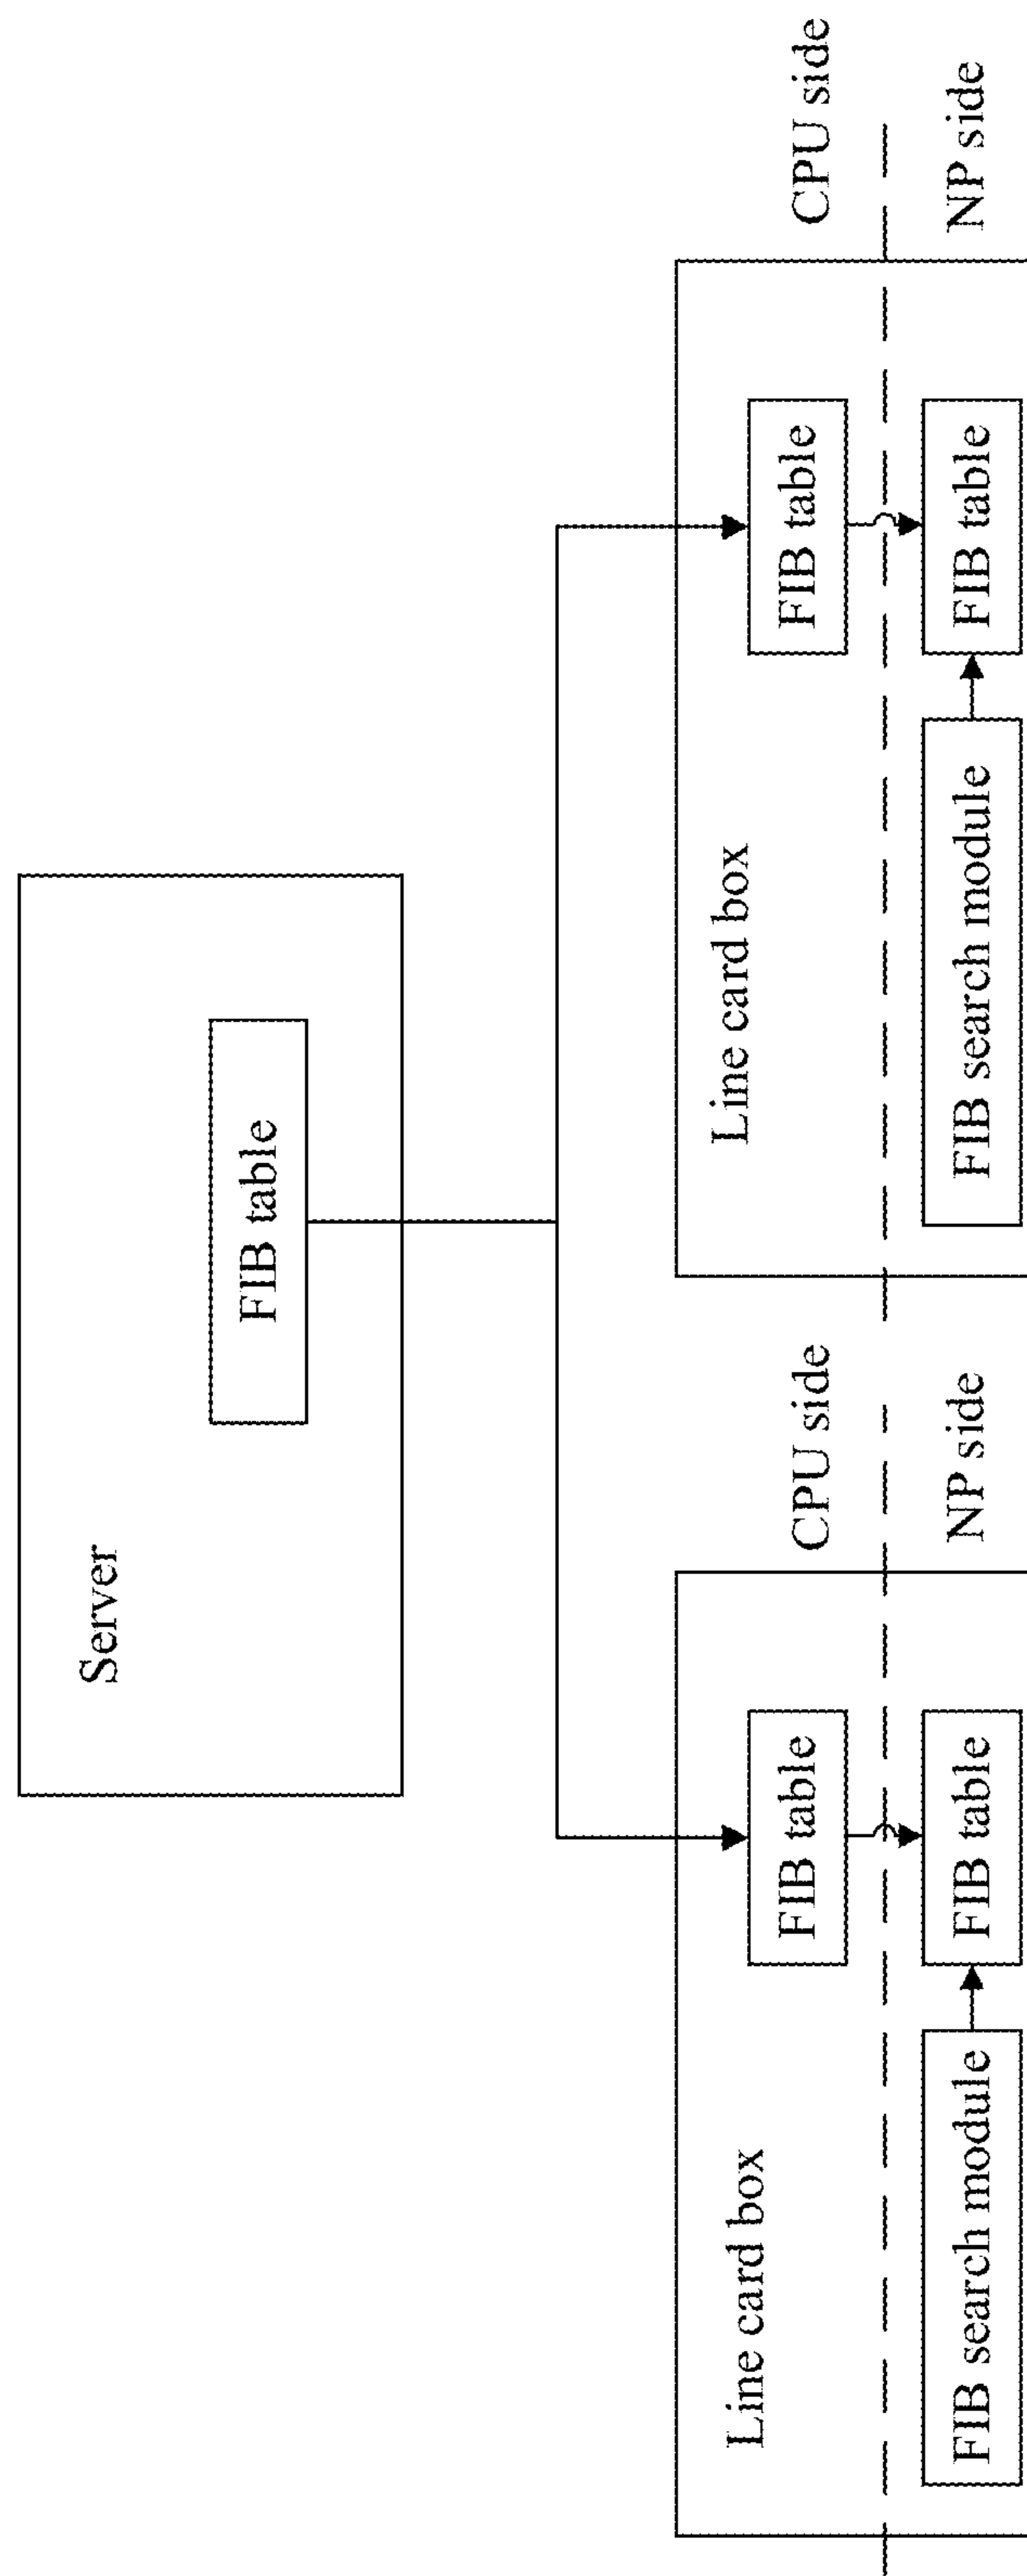 Server
FIB table
Line card box
FIB table
CPU side
FIB search module
FIB table
NP side
Line card box
FIB table
CPU side
FIB search module
FIB table
NP side